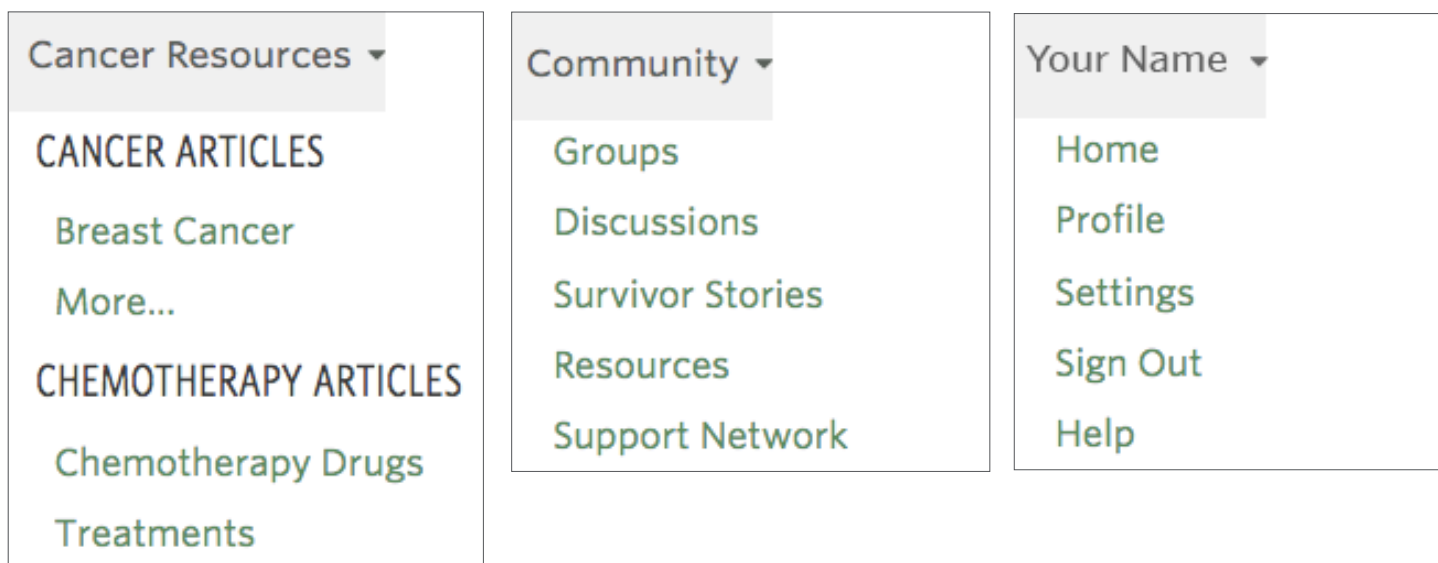 Cancer Resources
CANCER ARTICLES
Breast Cancer
More...
CHEMOTHERAPY ARTICLES
Chemotherapy Drugs
Treatments
Community
Groups
Discussions
Survivor Stories
Resources
Support Network
Your Name
Home
Profile
Settings
Sign Out
Help